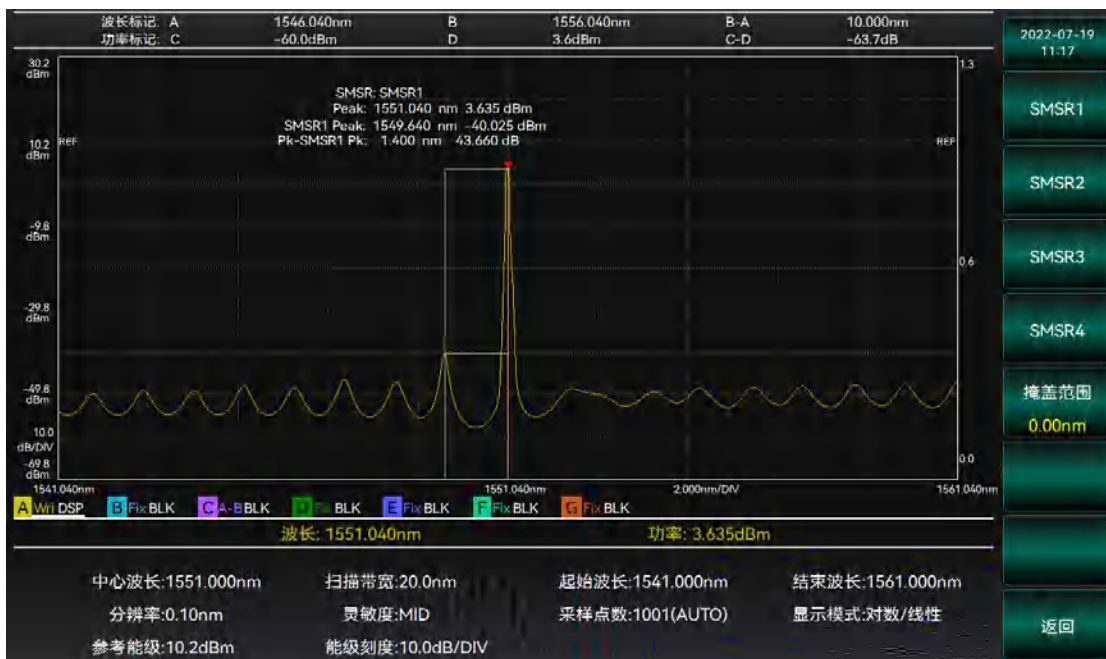 波长标记: A 1546.040nm B 1556.040nm B-A 10.000nm
功率标记: C -60.0dBm D 3.6dBm C-D -63.7dB
2022-07-19
11:17
30.2
dBm
1.3
SMSR: SMSR1
Peak: 1551.040 nm 3.635 dBm
SMSR1 Peak: 1549.640 nm -40.025 dBm
Pk-SMSR1 Pk: 1.400 nm 43.660 dB
REF
REF
10.2
dBm
-9.8
dBm
0.6
-29.8
dBm
-49.8
dBm
10.0
dB/DIV
-69.8
dBm
0.0
1541.040nm 1551.040nm 2.000nm/DIV 1561.040nm
A Wri DSP B Fix BLK C A-B BLK D Fix BLK E Fix BLK F Fix BLK G Fix BLK
波长: 1551.040nm 功率: 3.635dBm
中心波长:1551.000nm 扫描带宽:20.0nm 起始波长:1541.000nm 结束波长:1561.000nm
分辨率:0.10nm 灵敏度:MID 采样点数:1001(AUTO) 显示模式:对数/线性
参考能级:10.2dBm 能级刻度:10.0dB/DIV
SMSR1
SMSR2
SMSR3
SMSR4
掩盖范围
0.00nm
返回